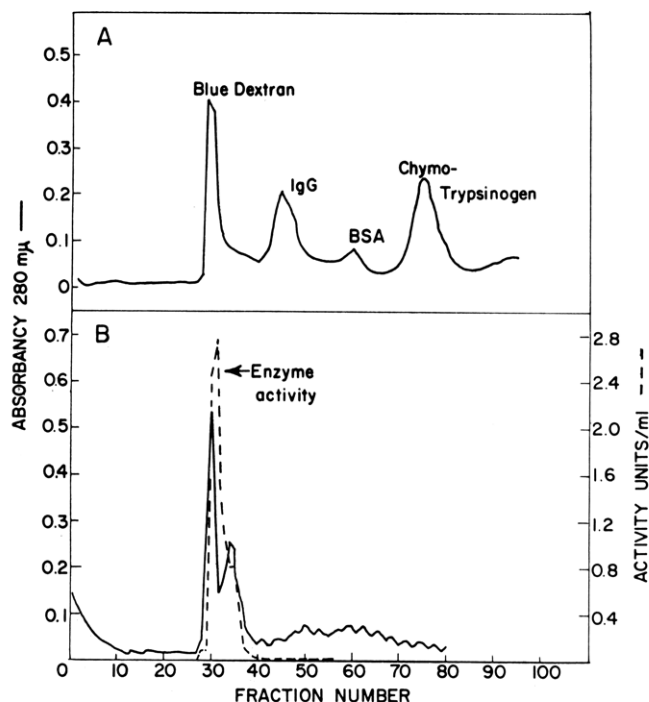 A
0.5
0.4
0.3
0.2
0.1
0
Blue Dextran
IgG
BSA
Chymo-
Trypsinogen
ABSORBANCY 280 mμ
B
0.7
0.6
0.5
0.4
0.3
0.2
0.1
Enzyme
activity
2.8
2.4
2.0
1.6
1.2
0.8
0.4
ACTIVITY UNITS/ml
0 10 20 30 40 50 60 70 80 90 100
FRACTION NUMBER